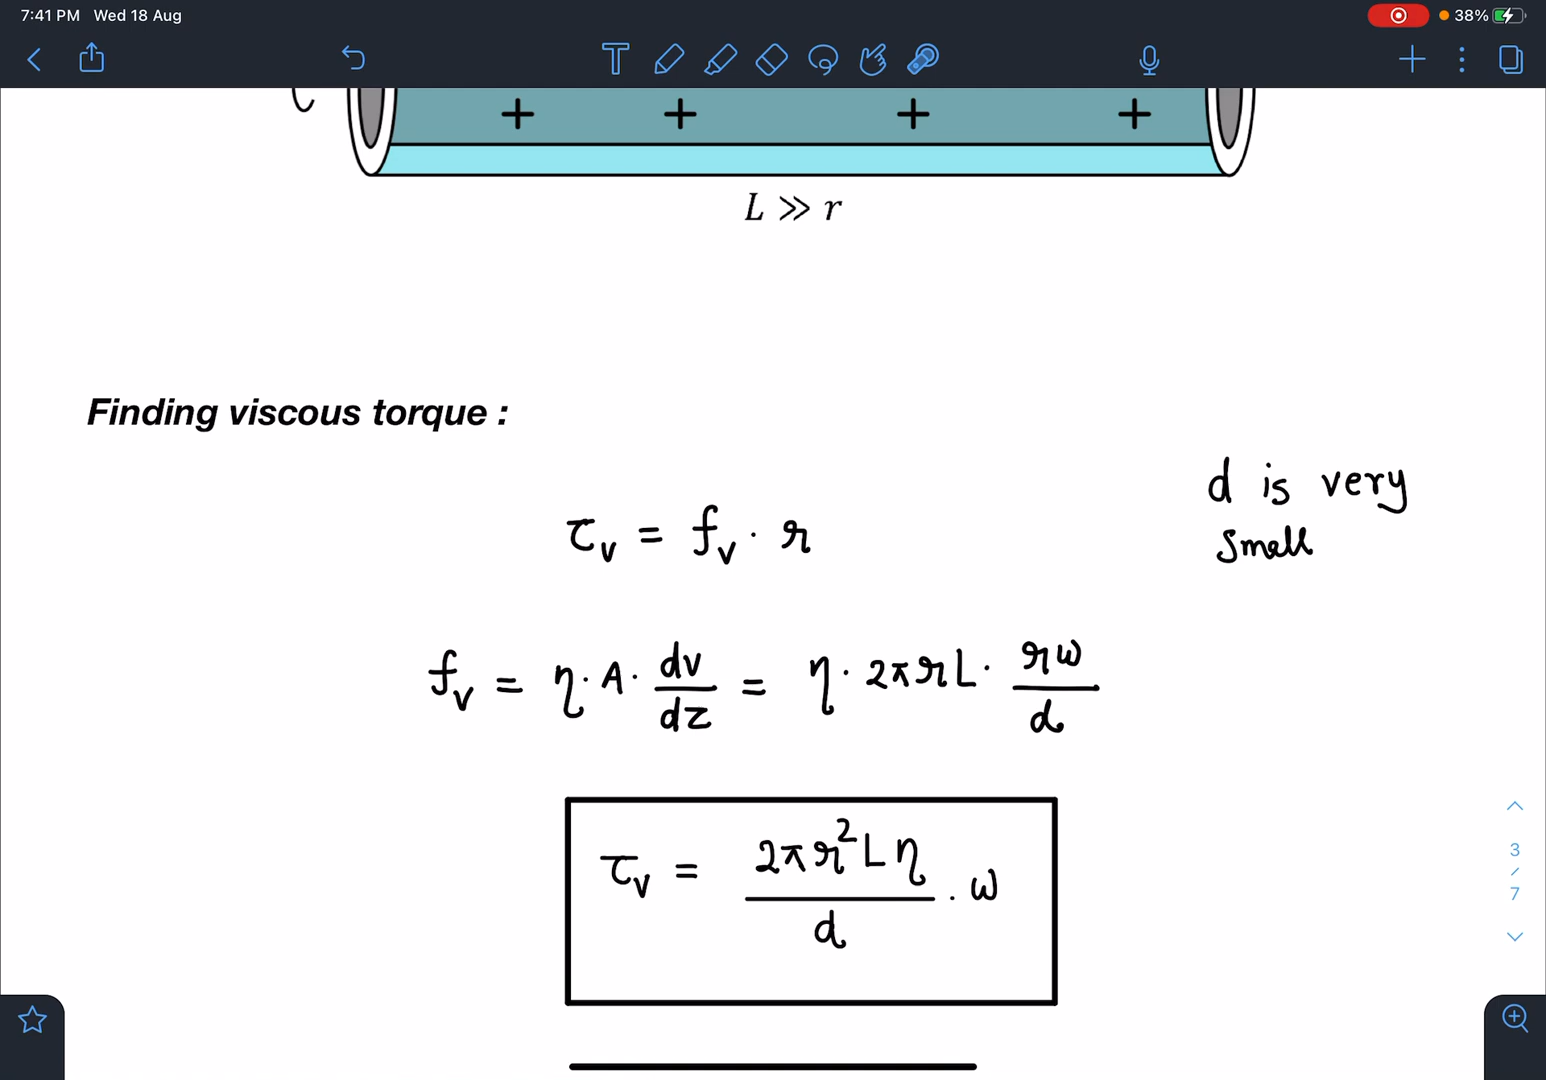 7:41 PM Wed 18 Aug
38%
+ + + +
L ≫ r
Finding viscous torque :
d is very
small
τᵥ = fᵥ · r
fᵥ = η · A · dv/dz = η · 2πrL · rω/d
τᵥ = 2πr²Lη/d · ω
3
/
7